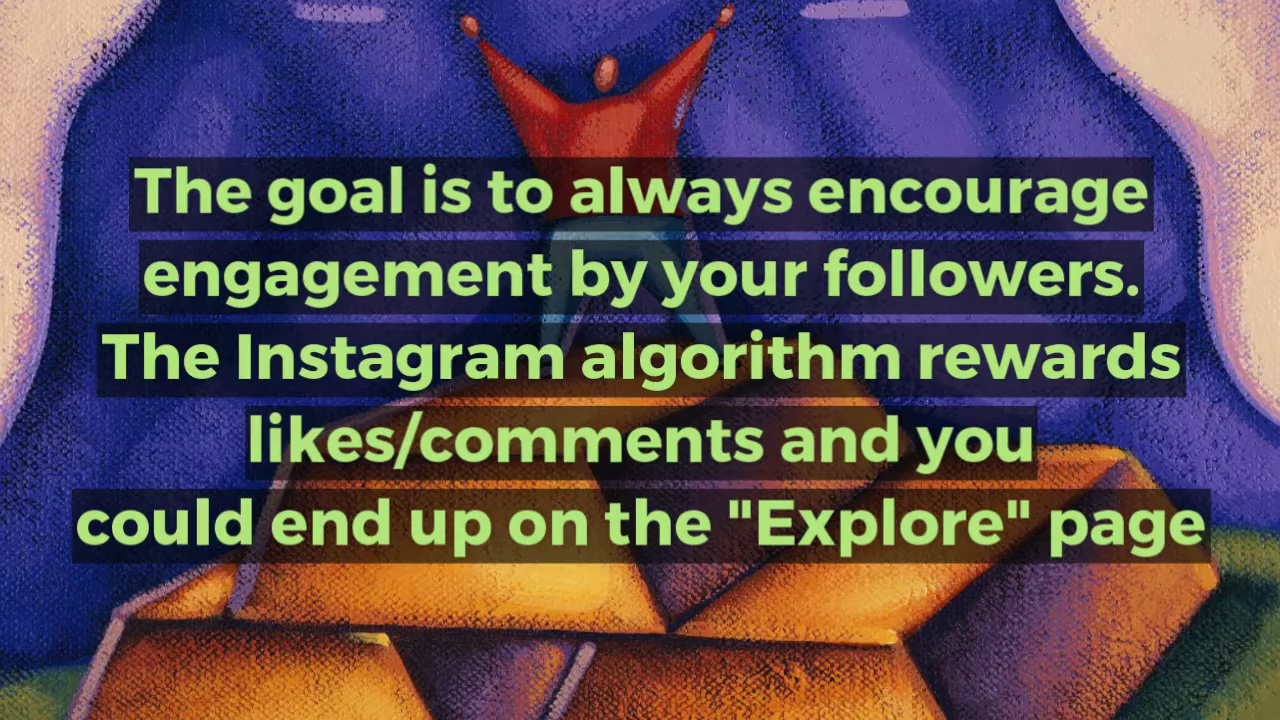 The goal is to always encourage
engagement by your followers.
The Instagram algorithm rewards
likes/comments and you
could end up on the "Explore" page